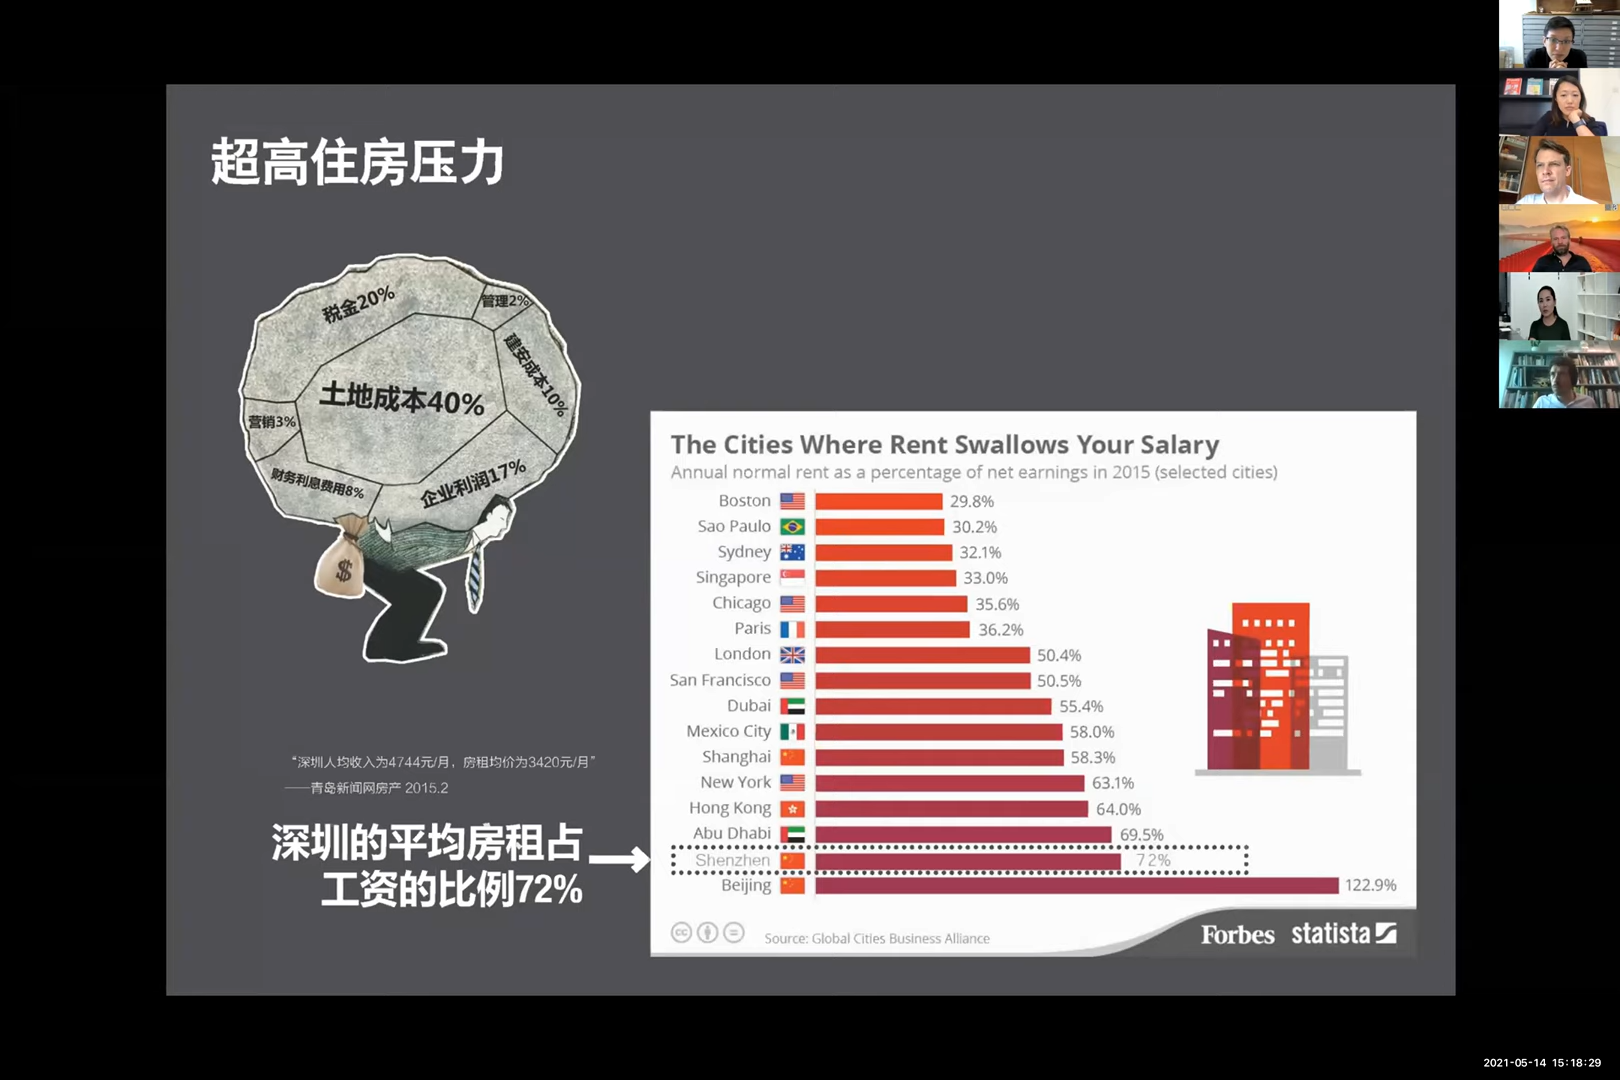 超高住房压力
税金20%
管理2%
建安成本10%
土地成本40%
营销3%
财务利息费用8%
企业利润17%
$
“深圳人均收入为4744元/月，房租均价为3420元/月”
——青岛新闻网房产 2015.2
深圳的平均房租占
工资的比例72%
The Cities Where Rent Swallows Your Salary
Annual normal rent as a percentage of net earnings in 2015 (selected cities)
Boston 29.8%
Sao Paulo 30.2%
Sydney 32.1%
Singapore 33.0%
Chicago 35.6%
Paris 36.2%
London 50.4%
San Francisco 50.5%
Dubai 55.4%
Mexico City 58.0%
Shanghai 58.3%
New York 63.1%
Hong Kong 64.0%
Abu Dhabi 69.5%
Shenzhen 72%
Beijing 122.9%
cc
Source: Global Cities Business Alliance
Forbes statista
2021-05-14 15:18:29